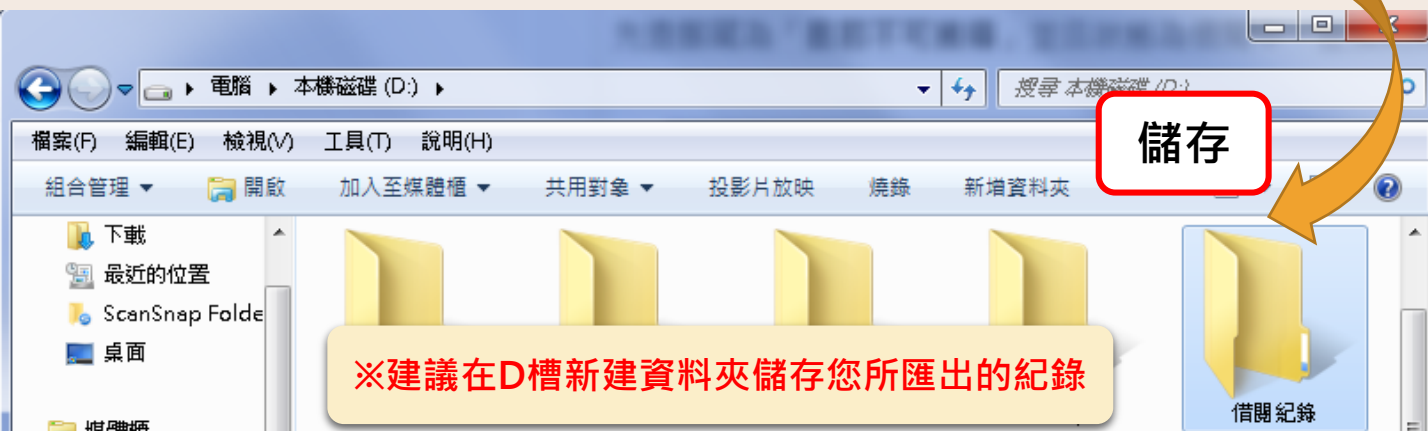 電腦 ▸ 本機磁碟 (D:) ▸
搜尋 本機磁碟 (D:)
檔案(F) 編輯(E) 檢視(V) 工具(T) 說明(H)
儲存
組合管理 開啟 加入至媒體櫃 共用對象 投影片放映 燒錄 新增資料夾
下載
最近的位置
ScanSnap Folde
桌面
※建議在D槽新建資料夾儲存您所匯出的紀錄
借閱紀錄
媒體櫃